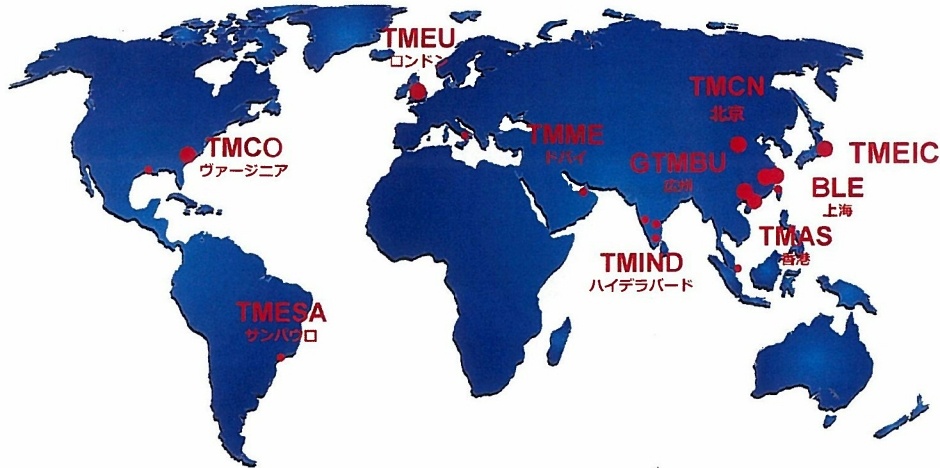 TMEU
ロンドン
TMCN
北京
TMCO
ヴァージニア
TMME
ドバイ
GTMBU
広州
TMEIC
BLE
上海
TMAS
香港
TMIND
ハイデラバード
TMESA
サンパウロ